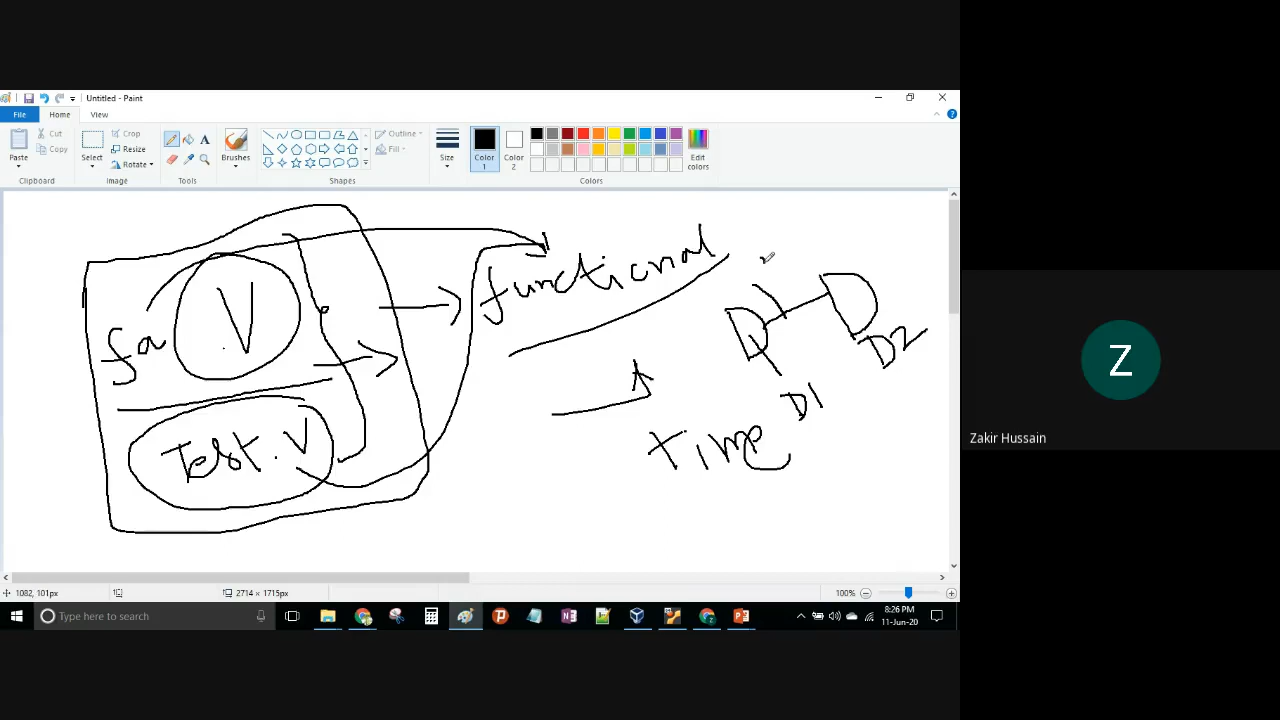 Untitled - Paint
File Home View
Paste
Cut
Copy
Clipboard
Select
Crop
Resize
Rotate
Image
Tools
Brushes
Shapes
Outline
Fill
Size
Color 1
Color 2
Edit colors
Colors
fa V
Test.V
functional
D D
D1 D2
Time
Z
Zakir Hussain
1082, 101px
2714 × 1715px
100%
Type here to search
8:26 PM
11-Jun-20